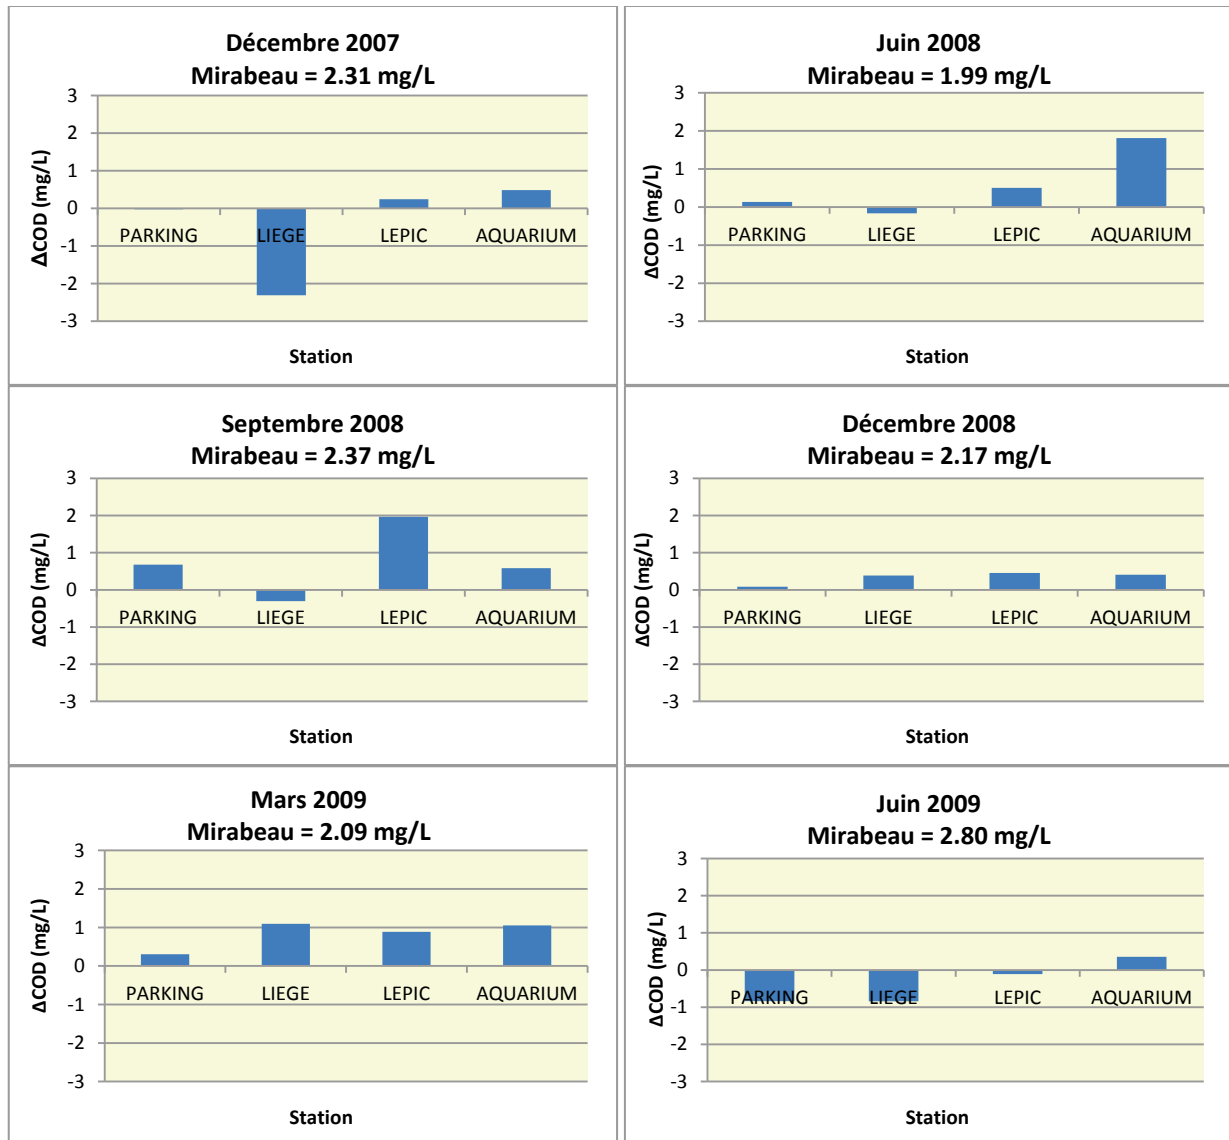 Décembre 2007
Mirabeau = 2.31 mg/L
3
2
1
0
-1
-2
-3
ΔCOD (mg/L)
PARKING LIEGE LEPIC AQUARIUM
Station
Juin 2008
Mirabeau = 1.99 mg/L
3
2
1
0
-1
-2
-3
ΔCOD (mg/L)
PARKING LIEGE LEPIC AQUARIUM
Station
Septembre 2008
Mirabeau = 2.37 mg/L
3
2
1
0
-1
-2
-3
ΔCOD (mg/L)
PARKING LIEGE LEPIC AQUARIUM
Station
Décembre 2008
Mirabeau = 2.17 mg/L
3
2
1
0
-1
-2
-3
ΔCOD (mg/L)
PARKING LIEGE LEPIC AQUARIUM
Station
Mars 2009
Mirabeau = 2.09 mg/L
3
2
1
0
-1
-2
-3
ΔCOD (mg/L)
PARKING LIEGE LEPIC AQUARIUM
Station
Juin 2009
Mirabeau = 2.80 mg/L
3
2
1
0
-1
-2
-3
ΔCOD (mg/L)
PARKING LIEGE LEPIC AQUARIUM
Station